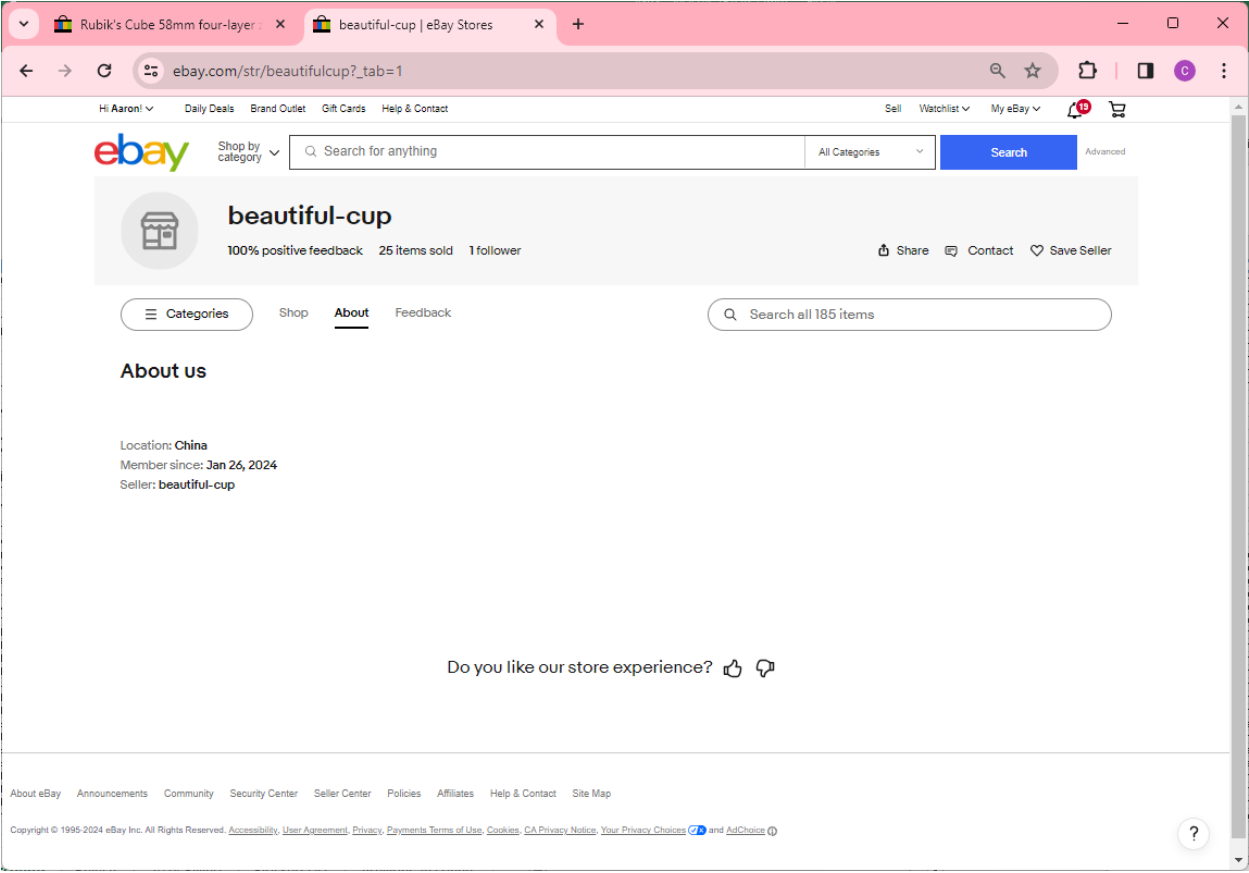 Rubik's Cube 58mm four-layer
beautiful-cup | eBay Stores
ebay.com/str/beautifulcup?_tab=1
C
Hi Aaron! Daily Deals Brand Outlet Gift Cards Help & Contact Sell Watchlist My eBay 19
ebay Shop by category Search for anything All Categories Search Advanced
beautiful-cup
100% positive feedback 25 items sold 1 follower Share Contact Save Seller
Categories Shop About Feedback Search all 185 items
About us
Location: China
Member since: Jan 26, 2024
Seller: beautiful-cup
Do you like our store experience?
About eBay Announcements Community Security Center Seller Center Policies Affiliates Help & Contact Site Map
Copyright © 1995-2024 eBay Inc. All Rights Reserved. Accessibility, User Agreement, Privacy, Payments Terms of Use, Cookies, CA Privacy Notice, Your Privacy Choices and AdChoice
?